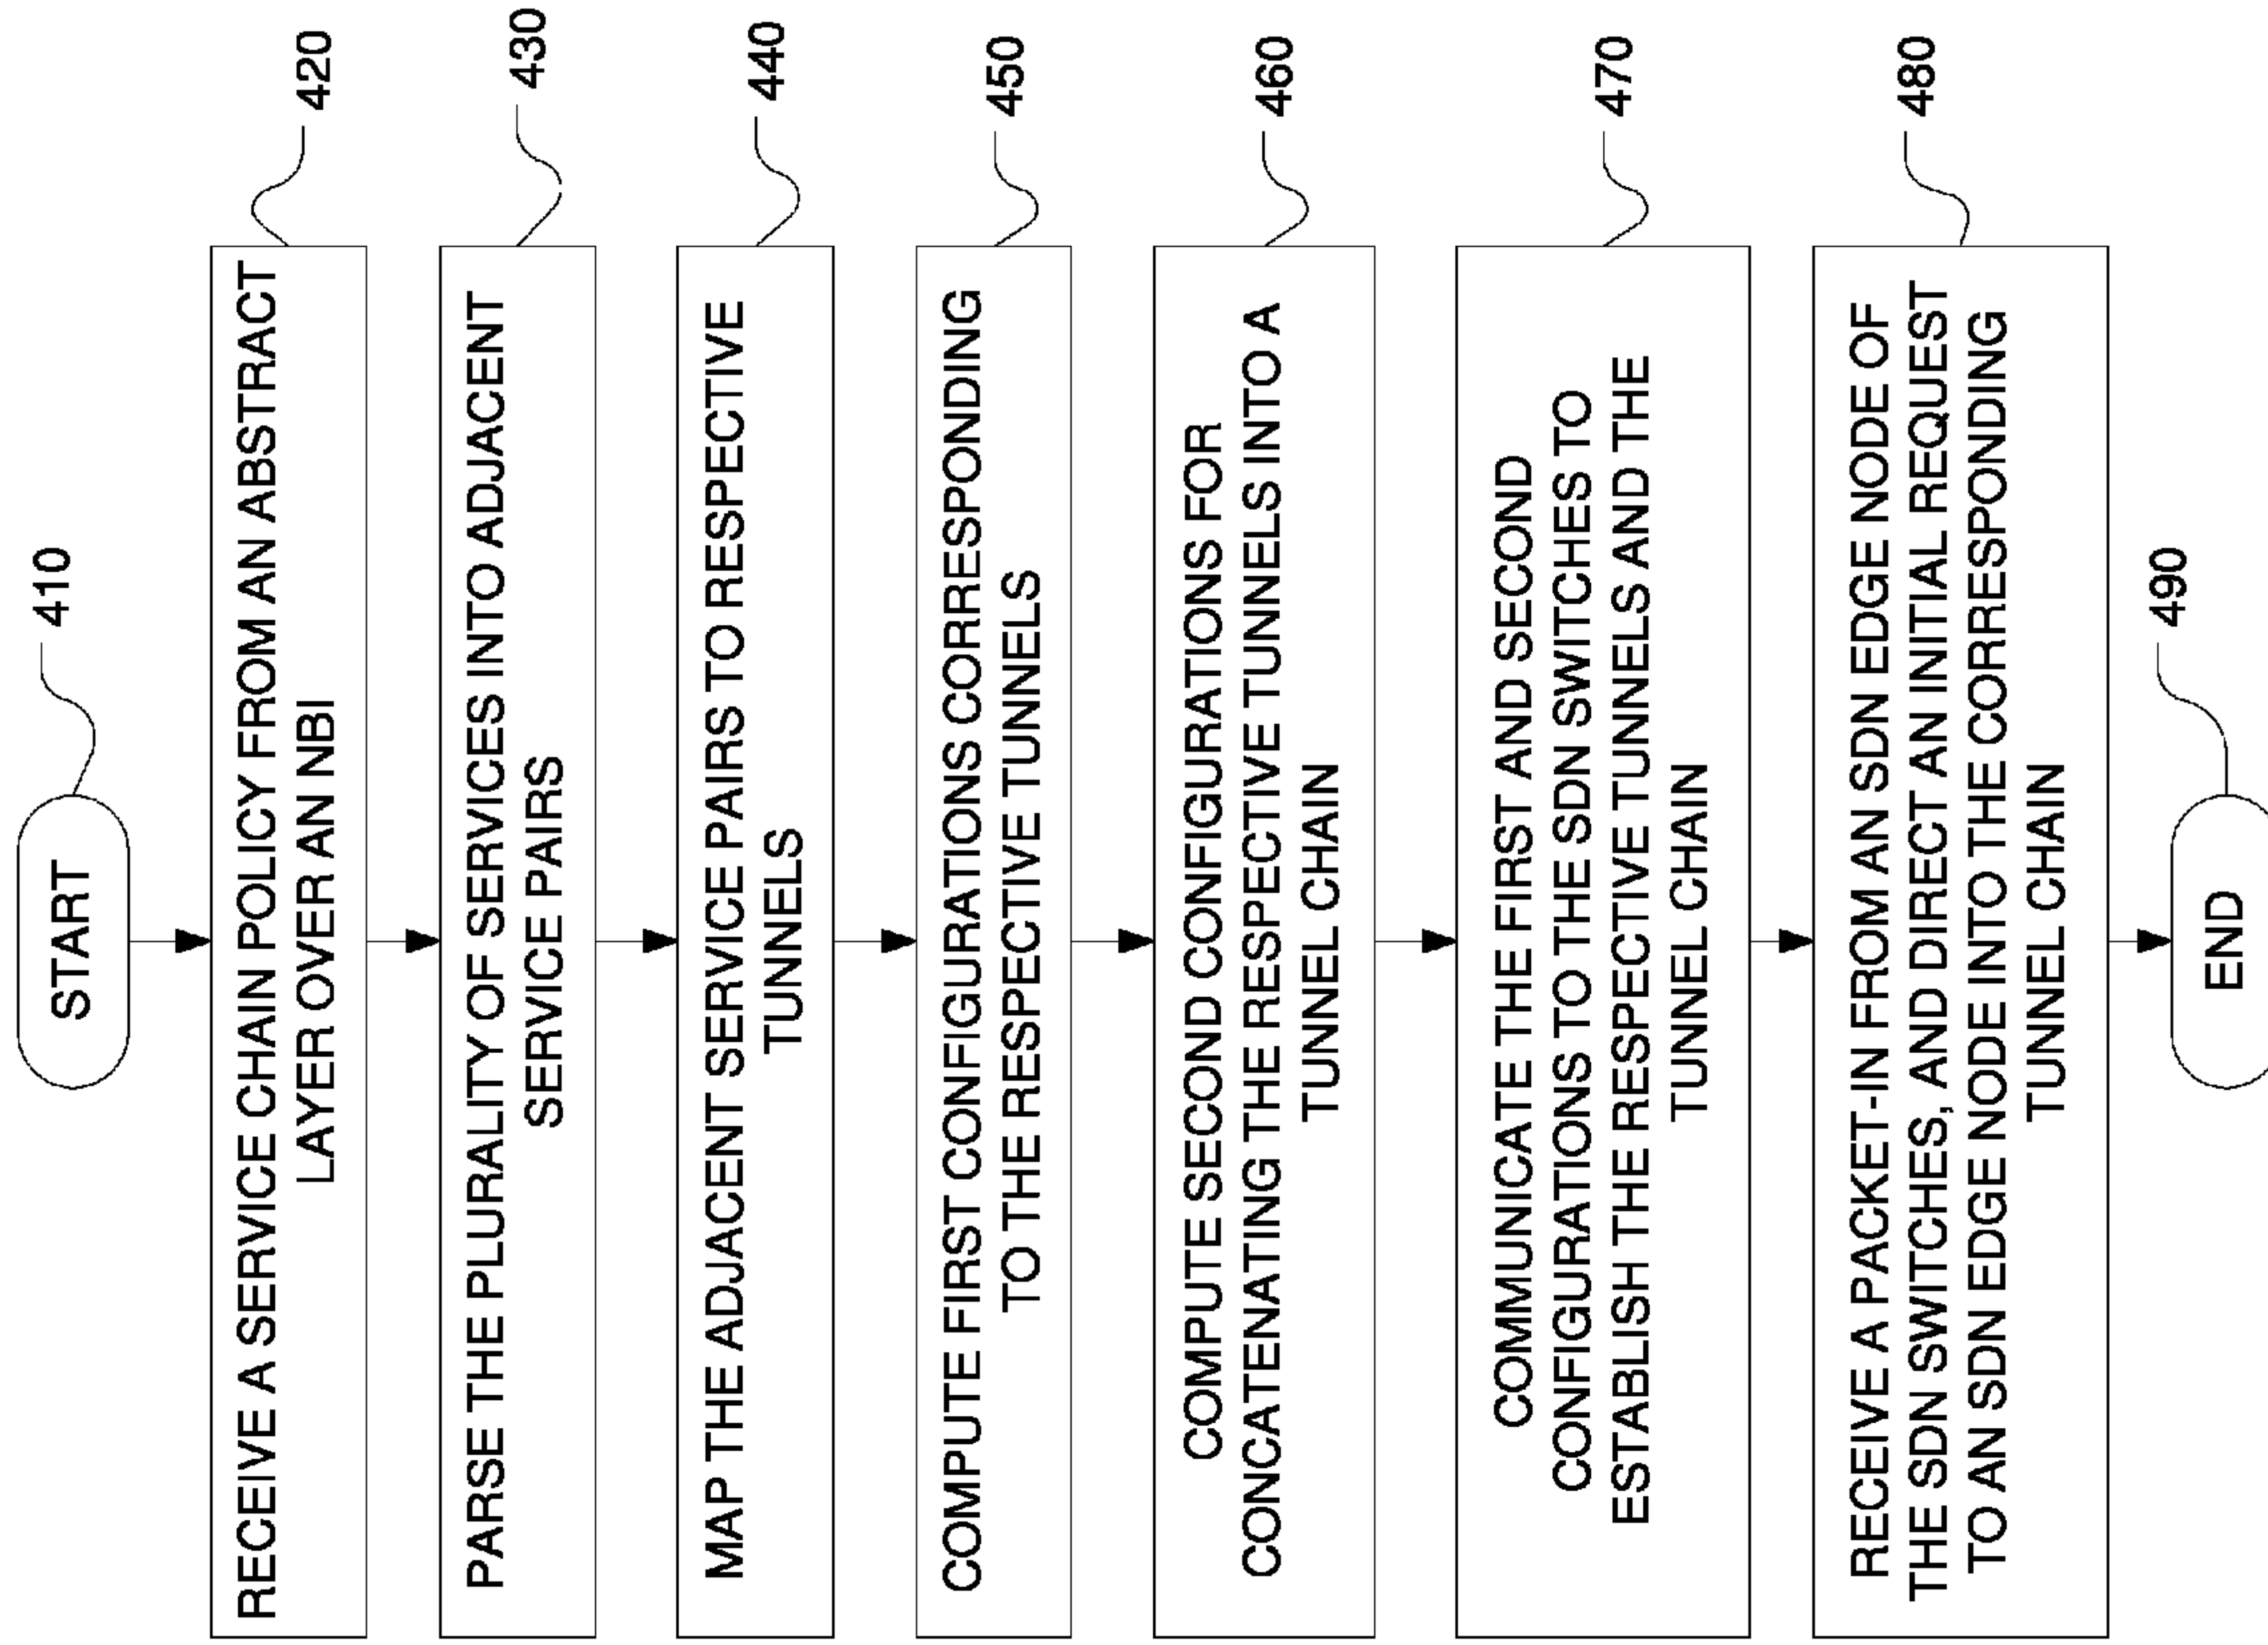 START
410
RECEIVE A SERVICE CHAIN POLICY FROM AN ABSTRACT
LAYER OVER AN NBI
420
PARSE THE PLURALITY OF SERVICES INTO ADJACENT
SERVICE PAIRS
430
MAP THE ADJACENT SERVICE PAIRS TO RESPECTIVE
TUNNELS
440
COMPUTE FIRST CONFIGURATIONS CORRESPONDING
TO THE RESPECTIVE TUNNELS
450
COMPUTE SECOND CONFIGURATIONS FOR
CONCATENATING THE RESPECTIVE TUNNELS INTO A
TUNNEL CHAIN
460
COMMUNICATE THE FIRST AND SECOND
CONFIGURATIONS TO THE SDN SWITCHES TO
ESTABLISH THE RESPECTIVE TUNNELS AND THE
TUNNEL CHAIN
470
RECEIVE A PACKET-IN FROM AN SDN EDGE NODE OF
THE SDN SWITCHES, AND DIRECT AN INITIAL REQUEST
TO AN SDN EDGE NODE INTO THE CORRESPONDING
TUNNEL CHAIN
480
END
490